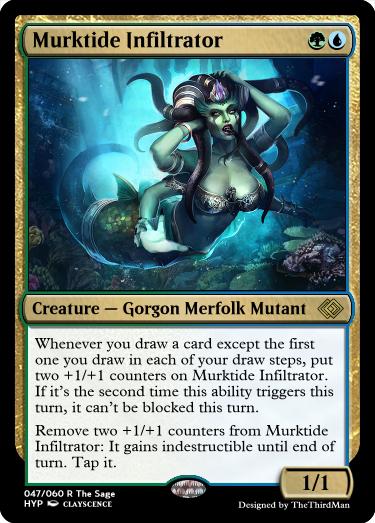 Murktide Infiltrator
Creature — Gorgon Merfolk Mutant
Whenever you draw a card except the first
one you draw in each of your draw steps, put
two +1/+1 counters on Murktide Infiltrator.
If it's the second time this ability triggers this
turn, it can't be blocked this turn.
Remove two +1/+1 counters from Murktide
Infiltrator: It gains indestructible until end of
turn. Tap it.
1/1
047/060 R The Sage
HYP CLAYSCENCE
Designed by TheThirdMan